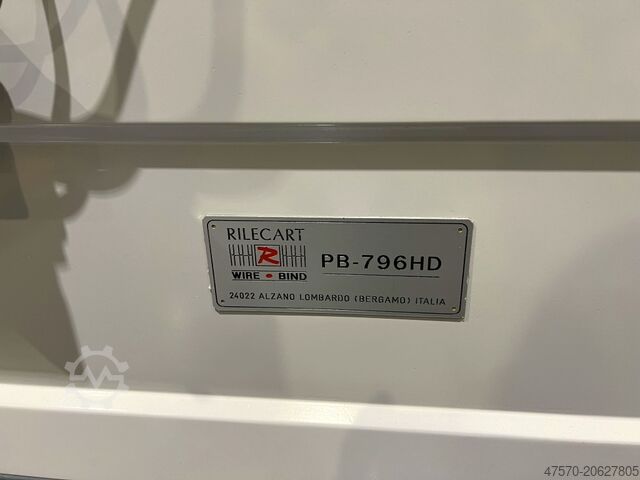 RILECART
R
WIRE • BIND
PB-796HD
24022 ALZANO LOMBARDO (BERGAMO) ITALIA
47570-20627805